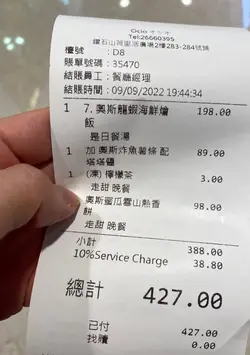 Ocio
Tel:26660395
鑽石山荷里活廣場2樓283-284號舖
檯號 : D8
賬單號碼 : 35470
結賬員工 : 餐廳經理
結賬時間 : 09/09/2022 19:44:34
1 7. 奧斯龍蝦海鮮燴 198.00
飯
是日餐湯
1 加 奧斯炸魚薯條 配 89.00
塔塔醬
1 (凍) 檸檬茶 3.00
走甜 晚餐
奧斯蜜瓜雪山熱香 98.00
餅
走甜 晚餐
小計 388.00
10%Service Charge 38.80
總計 427.00
已付 427.00
找贖 0.00